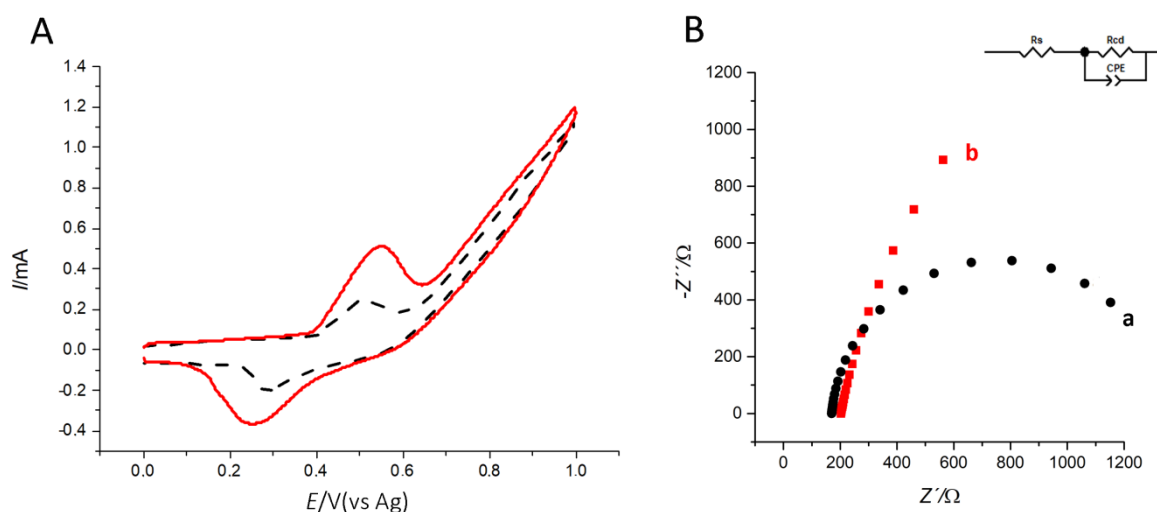 A
I/mA
1.4
1.2
1.0
0.8
0.6
0.4
0.2
0.0
-0.2
-0.4
0.0 0.2 0.4 0.6 0.8 1.0
E/V(vs Ag)
B
Rs Rcd
CPE
-Z´´/Ω
1200
1000
800
600
400
200
0
b
a
0 200 400 600 800 1000 1200
Z´/Ω